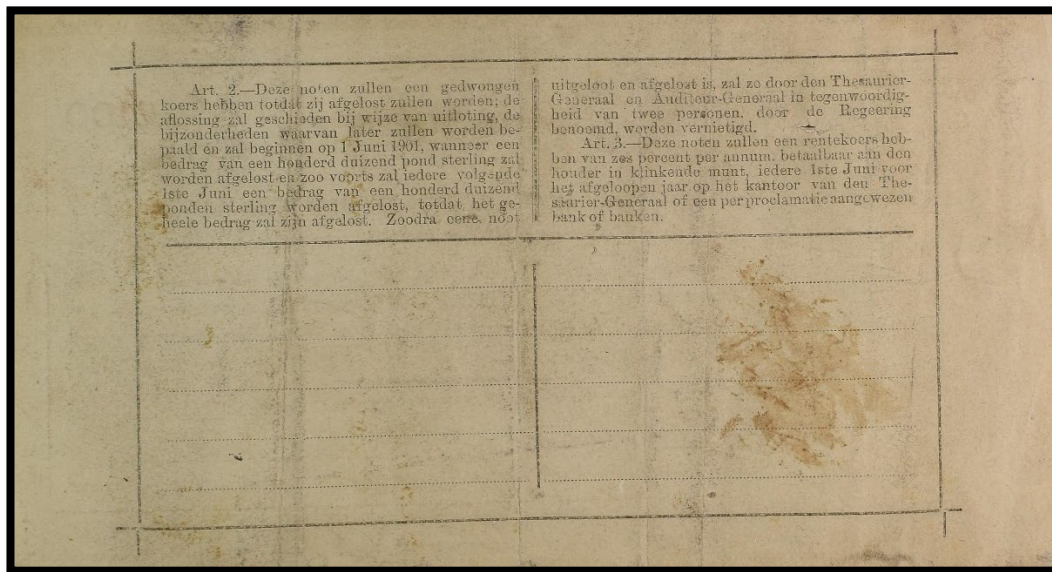 Art. 2.—Deze noten zullen een gedwongen
koers hebben totdat zij afgelost zullen worden; de
aflossing zal geschieden bij wijze van uitloting, de
bijzonderheden waarvan later zullen worden be-
paald en zal beginnen op 1 Juni 1901, wanneer een
bedrag van een honderd duizend pond sterling zal
worden afgelost en zoo voorts zal iedere volgende
1ste Juni een bedrag van een honderd duizend
ponden sterling worden afgelost, totdat het ge-
heele bedrag zal zijn afgelost. Zoodra eene noot
uitgeloot en afgelost is, zal ze door den Thesaurier-
Generaal en Auditeur-Generaal in tegenwoordig-
heid van twee personen, door de Regeering
benoemd, worden vernietigd.
Art. 3.—Deze noten zullen een rentekoers heb-
ben van zes percent per annum, betaalbaar aan den
houder in klinkende munt, iedere 1ste Juni voor
het afgeloopen jaar op het kantoor van den The-
saurier-Generaal of een per proclamatie aangewezen
bank of banken.